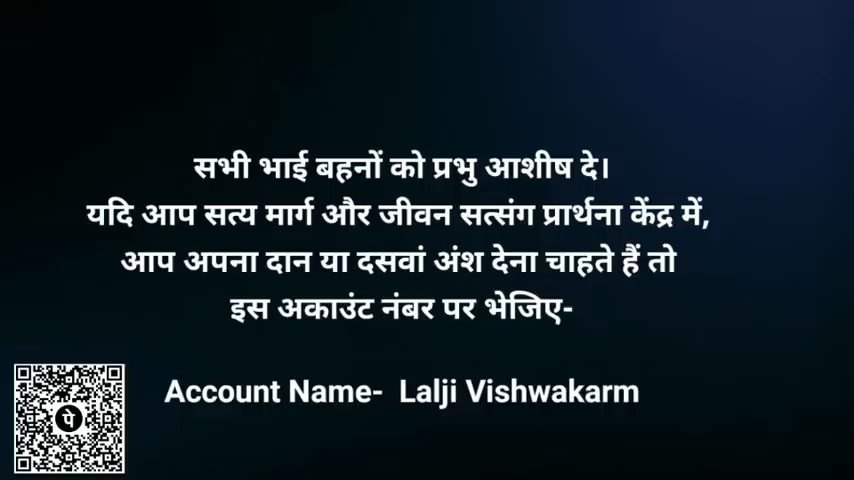 सभी भाई बहनों को प्रभु आशीष दे।
यदि आप सत्य मार्ग और जीवन सत्संग प्रार्थना केंद्र में,
आप अपना दान या दसवां अंश देना चाहते हैं तो
इस अकाउंट नंबर पर भेजिए-
Account Name- Lalji Vishwakarm
पे